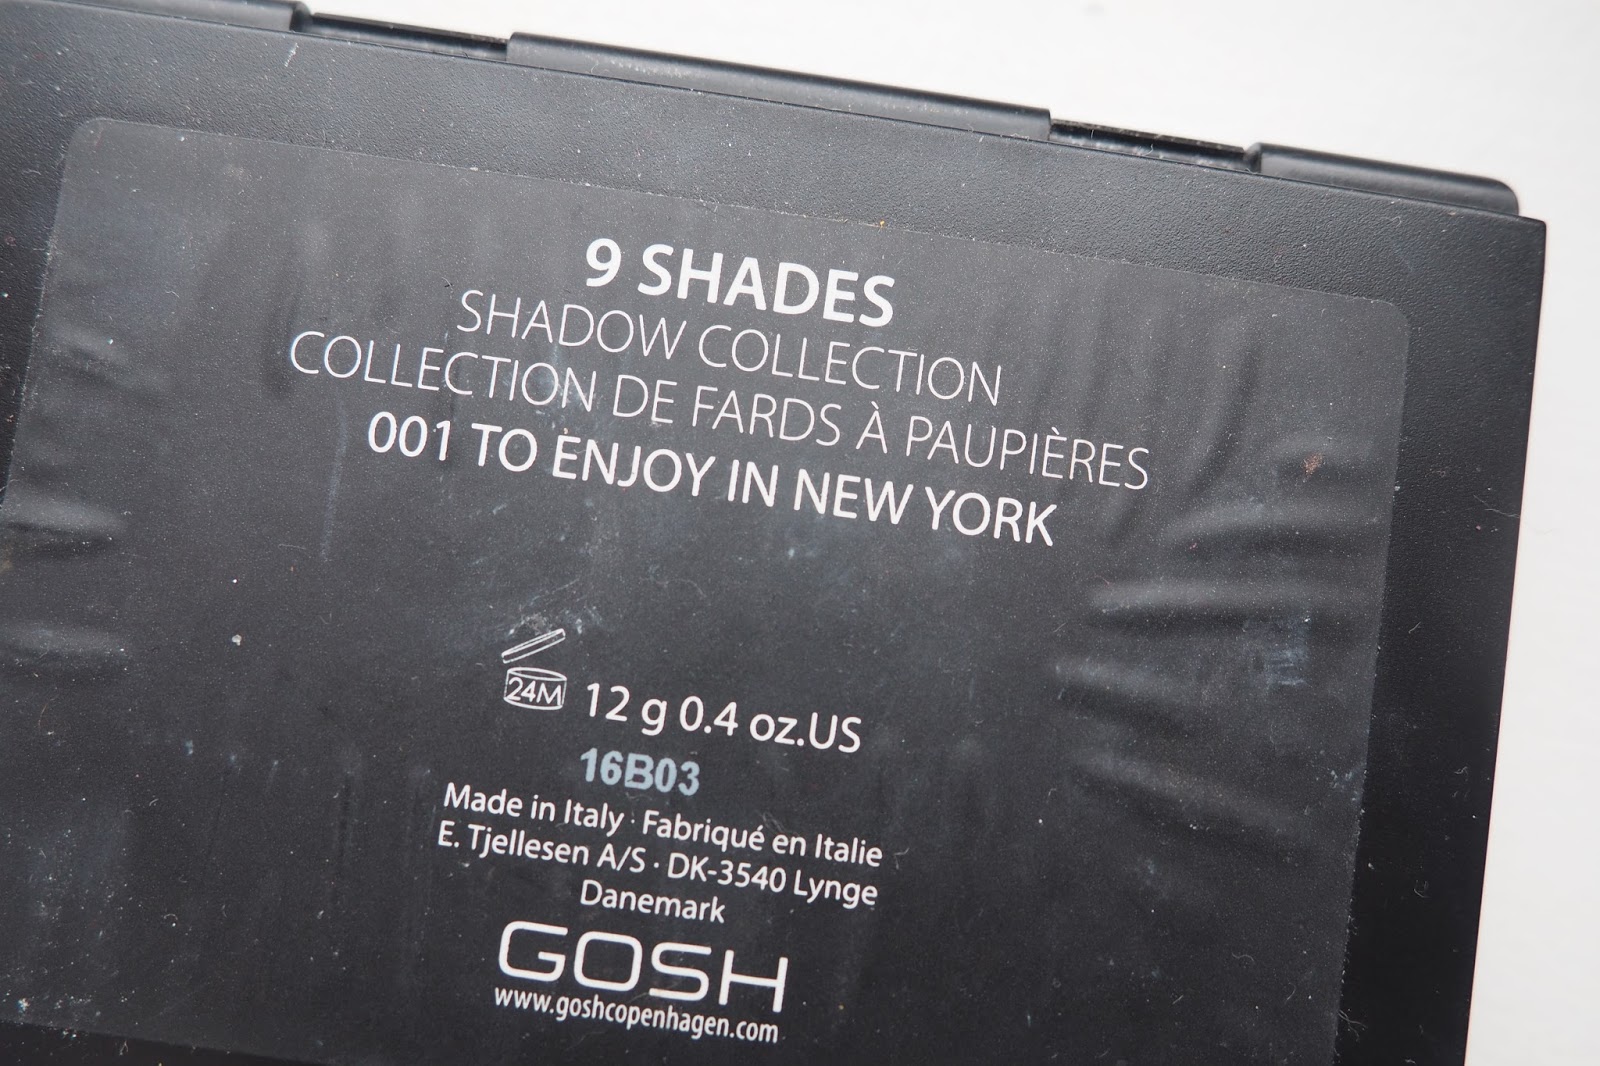 9 SHADES
SHADOW COLLECTION
COLLECTION DE FARDS À PAUPIÈRES
001 TO ENJOY IN NEW YORK
24M 12 g 0.4 oz.US
16B03
Made in Italy · Fabriqué en Italie
E. Tjellesen A/S · DK-3540 Lynge
Danemark
GOSH
www.goshcopenhagen.com